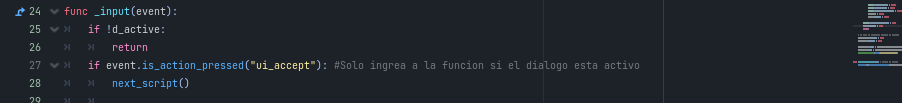 24 func _input(event):
25 if !d_active:
26 return
27 if event.is_action_pressed("ui_accept"): #Solo ingrea a la funcion si el dialogo esta activo
28 next_script()
29